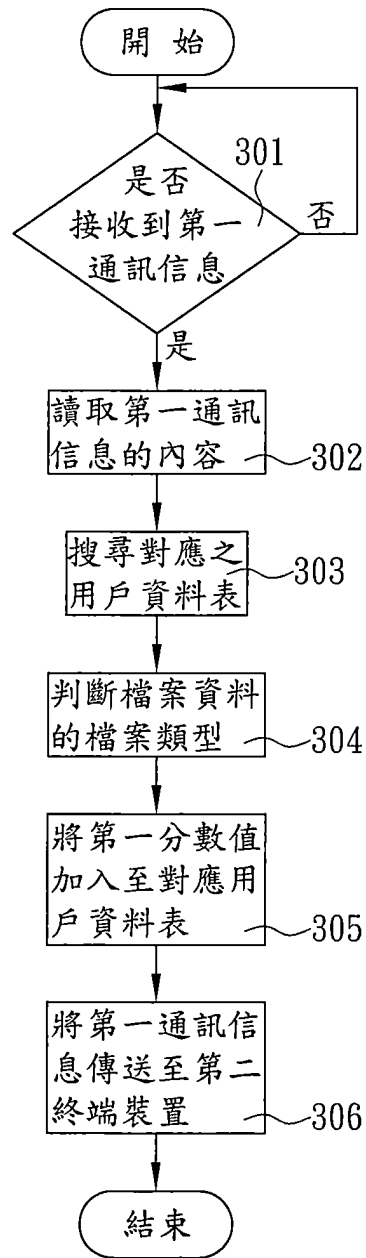 開始
是否
接收到第一
通訊信息
301
否
是
讀取第一通訊
信息的內容
302
搜尋對應之
用戶資料表
303
判斷檔案資料
的檔案類型
304
將第一分數值
加入至對應用
戶資料表
305
將第一通訊信
息傳送至第二
終端裝置
306
結束